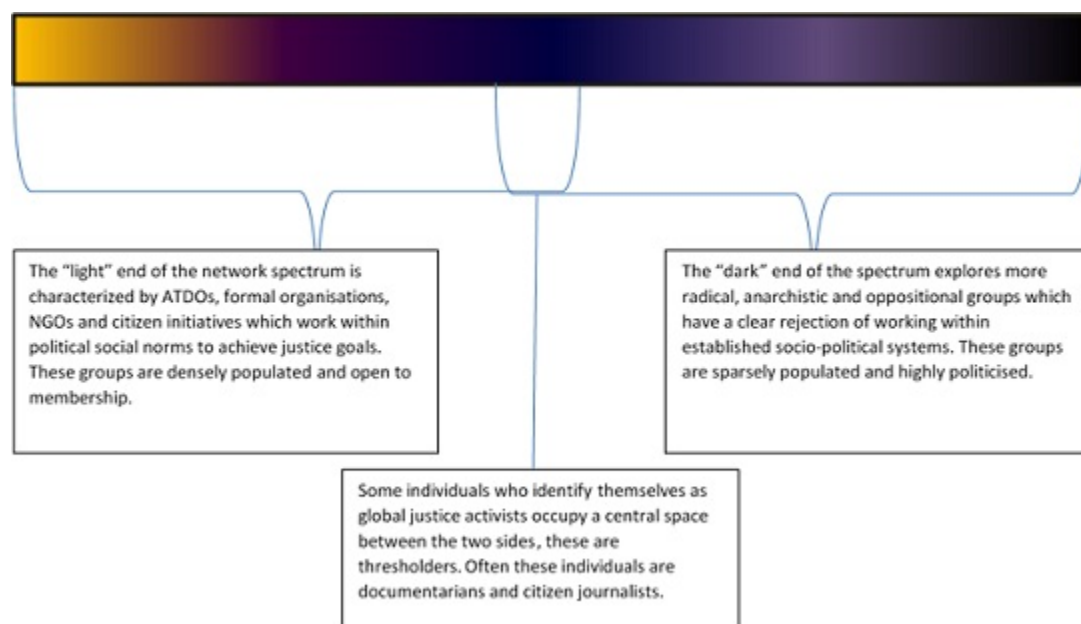 The “light” end of the network spectrum is
characterized by ATDOs, formal organisations,
NGOs and citizen initiatives which work within
political social norms to achieve justice goals.
These groups are densely populated and open to
membership.
The “dark” end of the spectrum explores more
radical, anarchistic and oppositional groups which
have a clear rejection of working within
established socio-political systems. These groups
are sparsely populated and highly politicised.
Some individuals who identify themselves as
global justice activists occupy a central space
between the two sides, these are
thresholders. Often these individuals are
documentarians and citizen journalists.